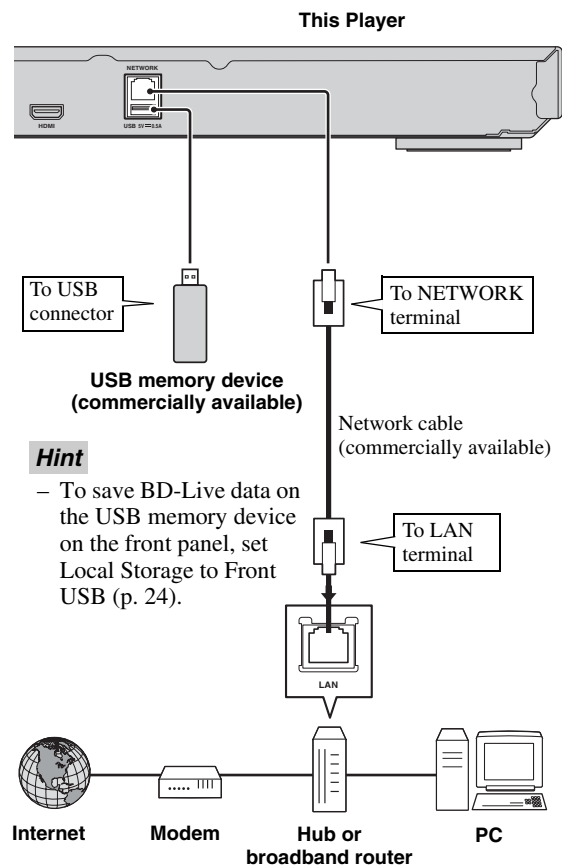 This Player
NETWORK
HDMI
USB 5V⎓0.5A
To USB
connector
To NETWORK
terminal
USB memory device
(commercially available)
Network cable
(commercially available)
Hint
– To save BD-Live data on
the USB memory device
on the front panel, set
Local Storage to Front
USB (p. 24).
To LAN
terminal
LAN
Internet
Modem
Hub or
broadband router
PC